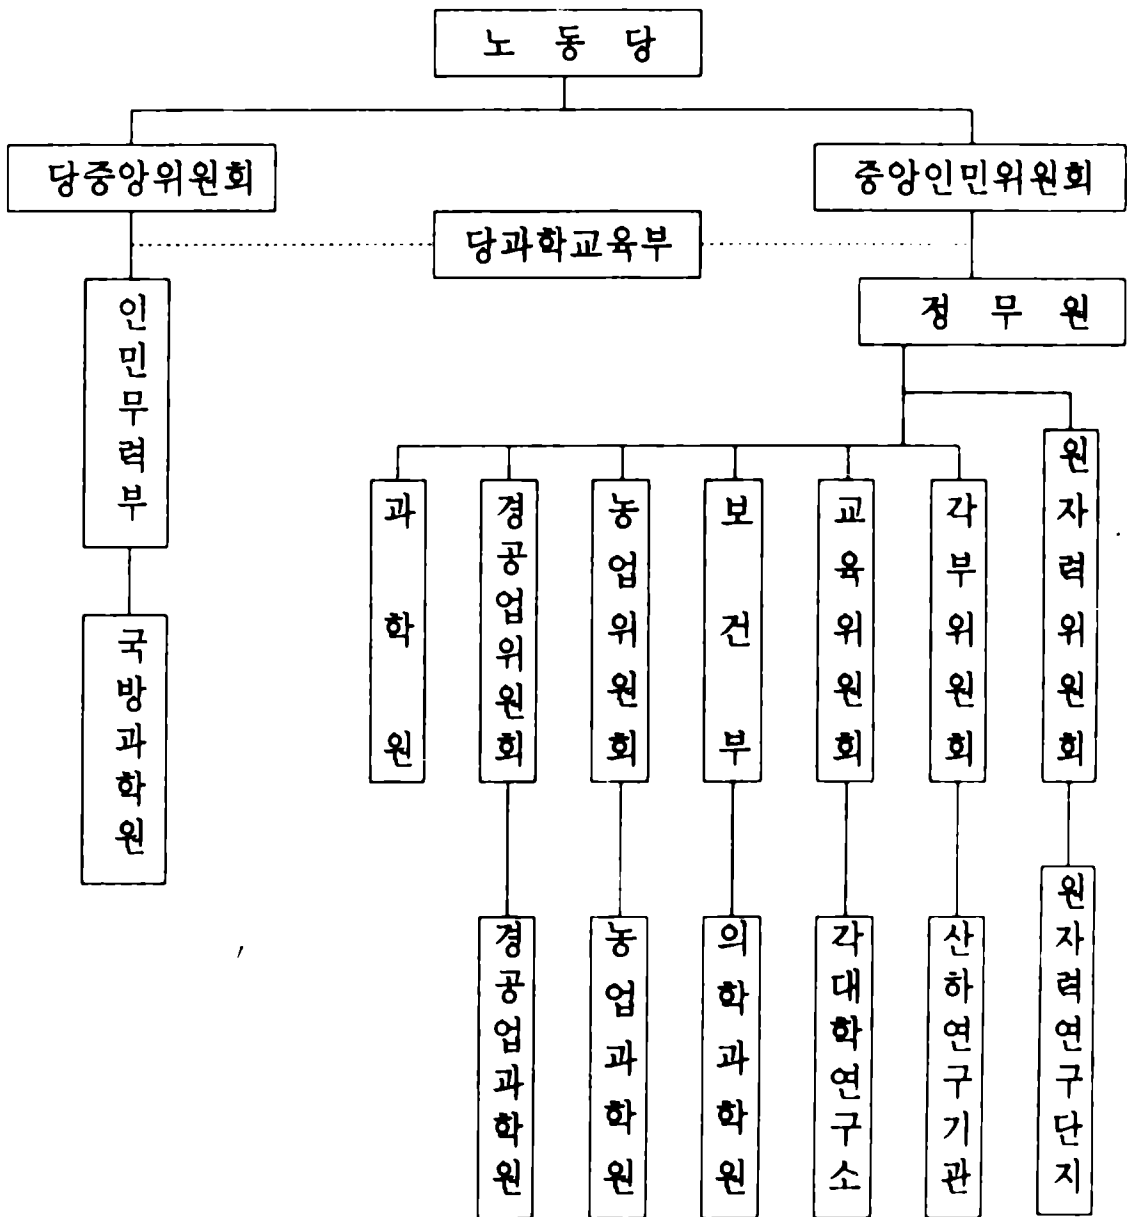 노 동 당
당중앙위원회
중앙인민위원회
당과학교육부
인민무력부
정 무 원
과학원
경공업위원회
농업위원회
보건부
교육위원회
각부위원회
원자력위원회
국방과학원
경공업과학원
농업과학원
의학과학원
각대학연구소
산하연구기관
원자력연구단지